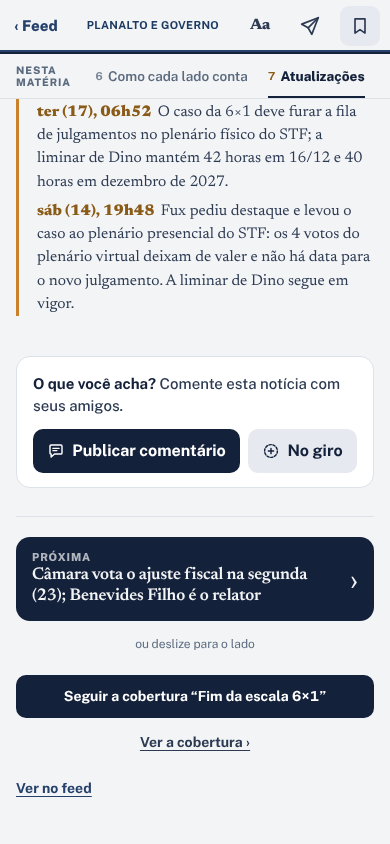 ‹ Feed
PLANALTO E GOVERNO
Aa
NESTA
MATÉRIA
6 Como cada lado conta
7 Atualizações
ter (17), 06h52 O caso da 6×1 deve furar a fila
de julgamentos no plenário físico do STF; a
liminar de Dino mantém 42 horas em 16/12 e 40
horas em dezembro de 2027.
sáb (14), 19h48 Fux pediu destaque e levou o
caso ao plenário presencial do STF: os 4 votos do
plenário virtual deixam de valer e não há data para
o novo julgamento. A liminar de Dino segue em
vigor.
O que você acha? Comente esta notícia com
seus amigos.
Publicar comentário
No giro
PRÓXIMA
Câmara vota o ajuste fiscal na segunda
(23); Benevides Filho é o relator
›
ou deslize para o lado
Seguir a cobertura “Fim da escala 6×1”
Ver a cobertura ›
Ver no feed